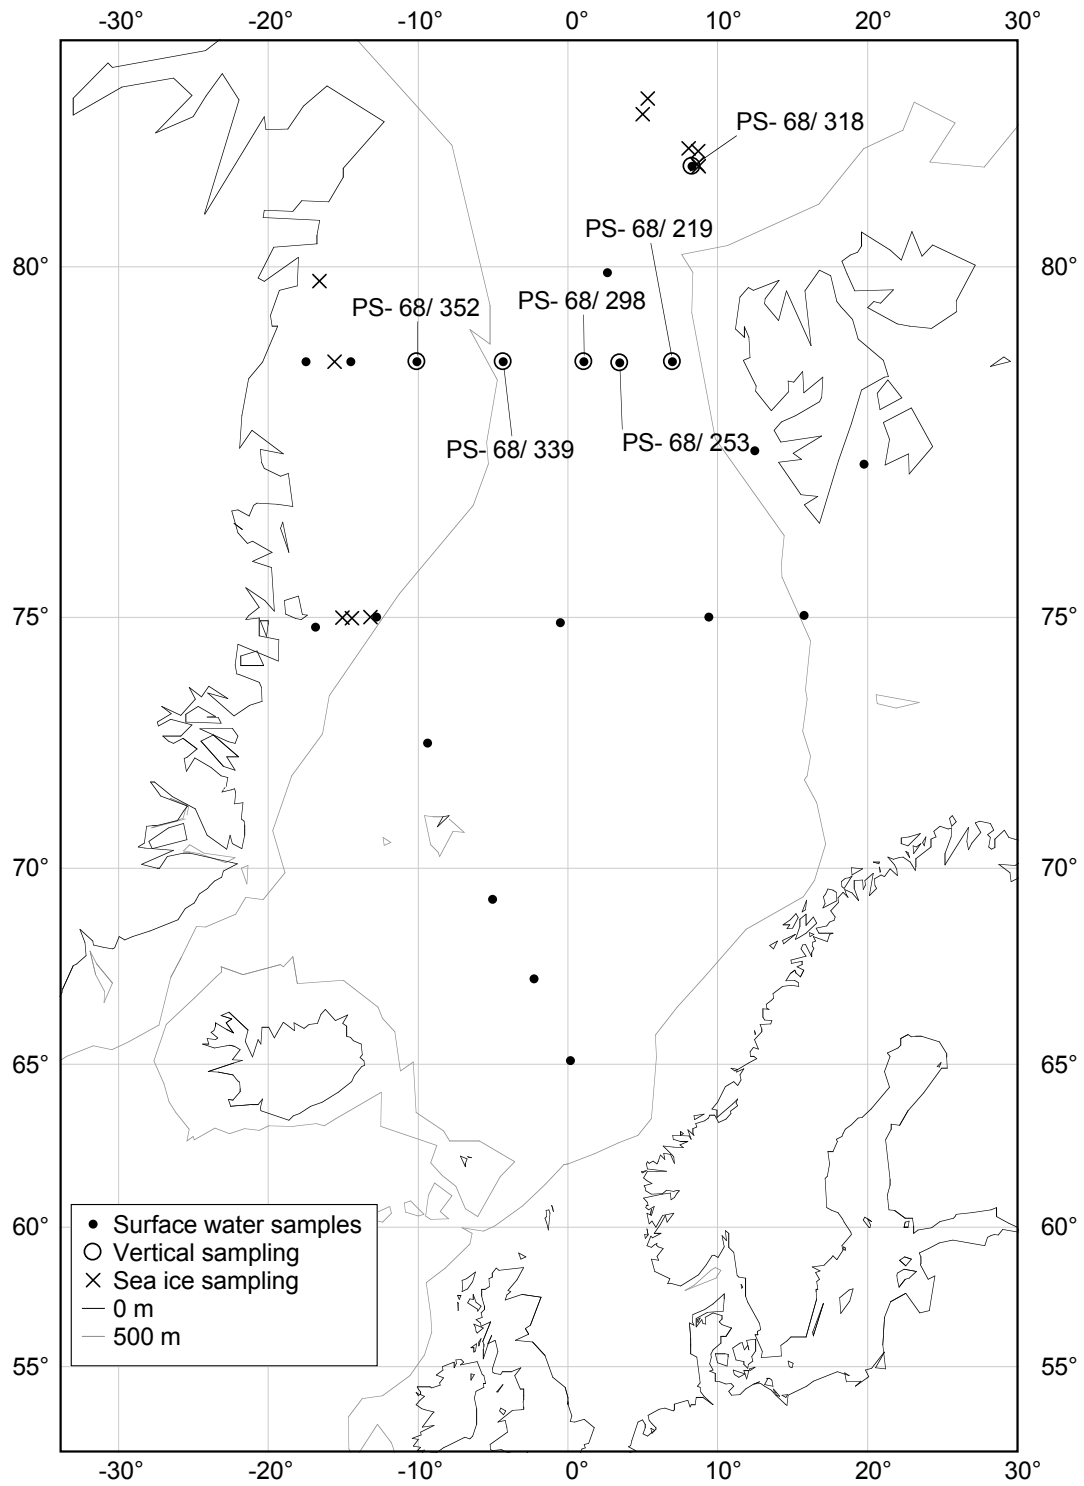 -30° -20° -10° 0° 10° 20° 30°
PS- 68/ 318
PS- 68/ 219
80° 80°
PS- 68/ 298
PS- 68/ 352
PS- 68/ 253
PS- 68/ 339
75° 75°
70° 70°
65° 65°
Surface water samples
60° 60°
Vertical sampling
Sea ice sampling
0 m
500 m
55° 55°
-30° -20° -10° 0° 10° 20° 30°